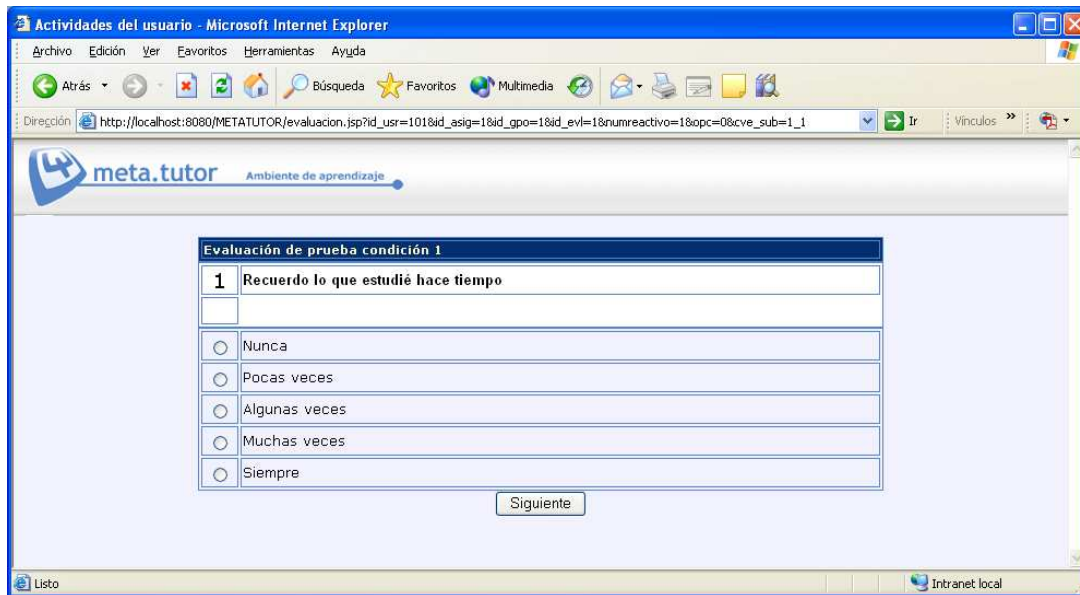 Actividades del usuario - Microsoft Internet Explorer
Archivo Edición Ver Favoritos Herramientas Ayuda
Atrás Búsqueda Favoritos Multimedia
Dirección http://localhost:8080/METATUTOR/evaluacion.jsp?id_usr=101&id_asig=1&id_gpo=1&id_evl=1&numreactivo=1&opc=0&cve_sub=1_1 Ir Vínculos »
meta.tutor Ambiente de aprendizaje
Evaluación de prueba condición 1
1 Recuerdo lo que estudié hace tiempo
Nunca
Pocas veces
Algunas veces
Muchas veces
Siempre
Siguiente
Listo Intranet local